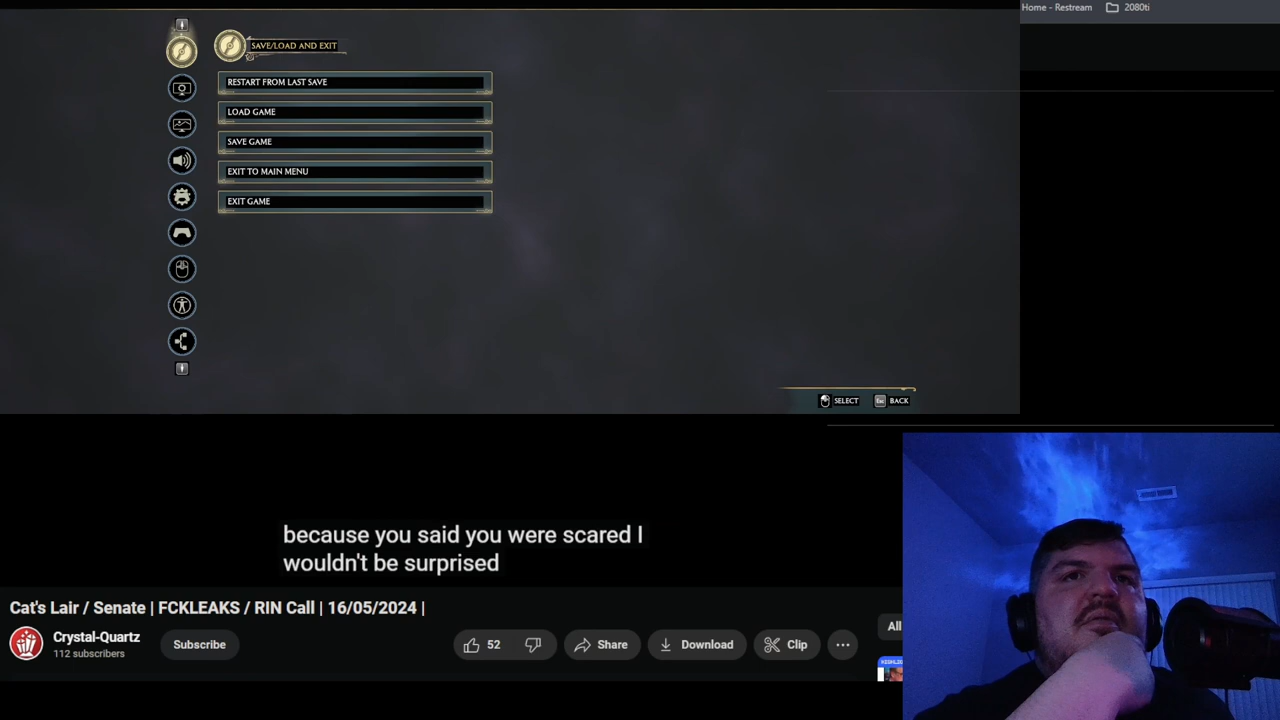 Home - Restream
2080ti
SAVE/LOAD AND EXIT
RESTART FROM LAST SAVE
LOAD GAME
SAVE GAME
EXIT TO MAIN MENU
EXIT GAME
SELECT
Esc
BACK
because you said you were scared I
wouldn't be surprised
Cat's Lair / Senate | FCKLEAKS / RIN Call | 16/05/2024 |
Crystal-Quartz
112 subscribers
Subscribe
52
Share
Download
Clip
All